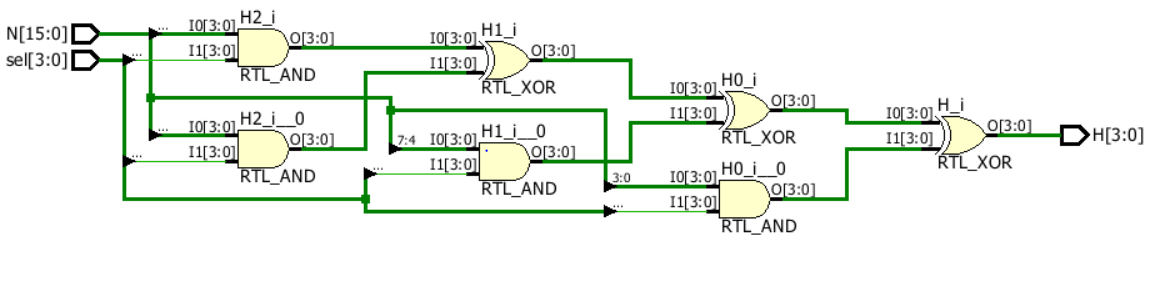 N[15:0]
sel[3:0]
...
...
I0[3:0]
I1[3:0]
H2_i
O[3:0]
RTL_AND
...
...
I0[3:0]
I1[3:0]
H2_i__0
O[3:0]
RTL_AND
I0[3:0]
I1[3:0]
H1_i
O[3:0]
RTL_XOR
7:4
...
I0[3:0]
I1[3:0]
H1_i__0
O[3:0]
RTL_AND
I0[3:0]
I1[3:0]
H0_i
O[3:0]
RTL_XOR
3:0
...
I0[3:0]
I1[3:0]
H0_i__0
O[3:0]
RTL_AND
I0[3:0]
I1[3:0]
H_i
O[3:0]
RTL_XOR
H[3:0]